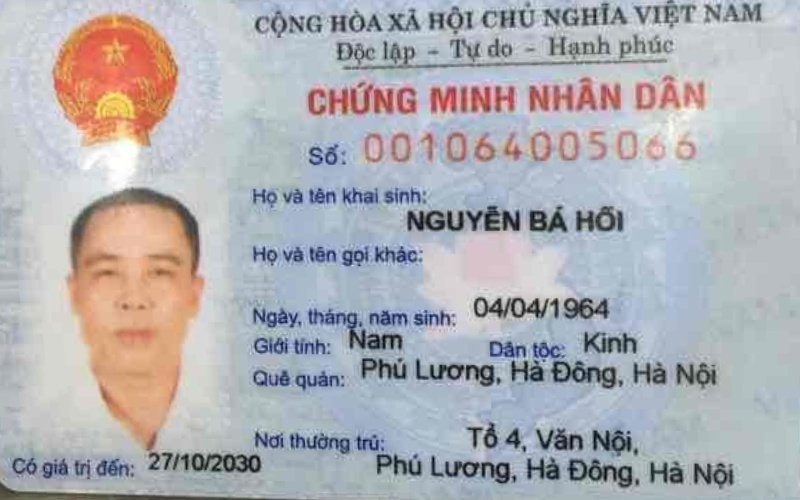 CỘNG HÒA XÃ HỘI CHỦ NGHĨA VIỆT NAM
Độc lập - Tự do - Hạnh phúc
CHỨNG MINH NHÂN DÂN
Số: 001064005066
Họ và tên khai sinh:
NGUYỄN BÁ HỐI
Họ và tên gọi khác:
Ngày, tháng, năm sinh: 04/04/1964
Giới tính: Nam Dân tộc: Kinh
Quê quán: Phú Lương, Hà Đông, Hà Nội
Nơi thường trú: Tổ 4, Văn Nội,
Phú Lương, Hà Đông, Hà Nội
Có giá trị đến: 27/10/2030